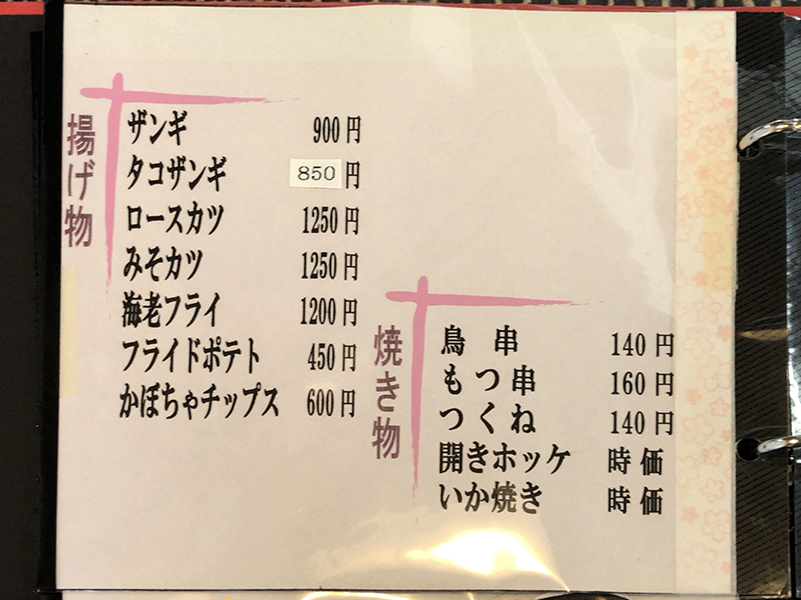 揚げ物
ザンギ 900円
タコザンギ 850円
ロースカツ 1250円
みそカツ 1250円
海老フライ 1200円
フライドポテト 450円
かぼちゃチップス 600円
焼き物
鳥串 140円
もつ串 160円
つくね 140円
開きホッケ 時価
いか焼き 時価